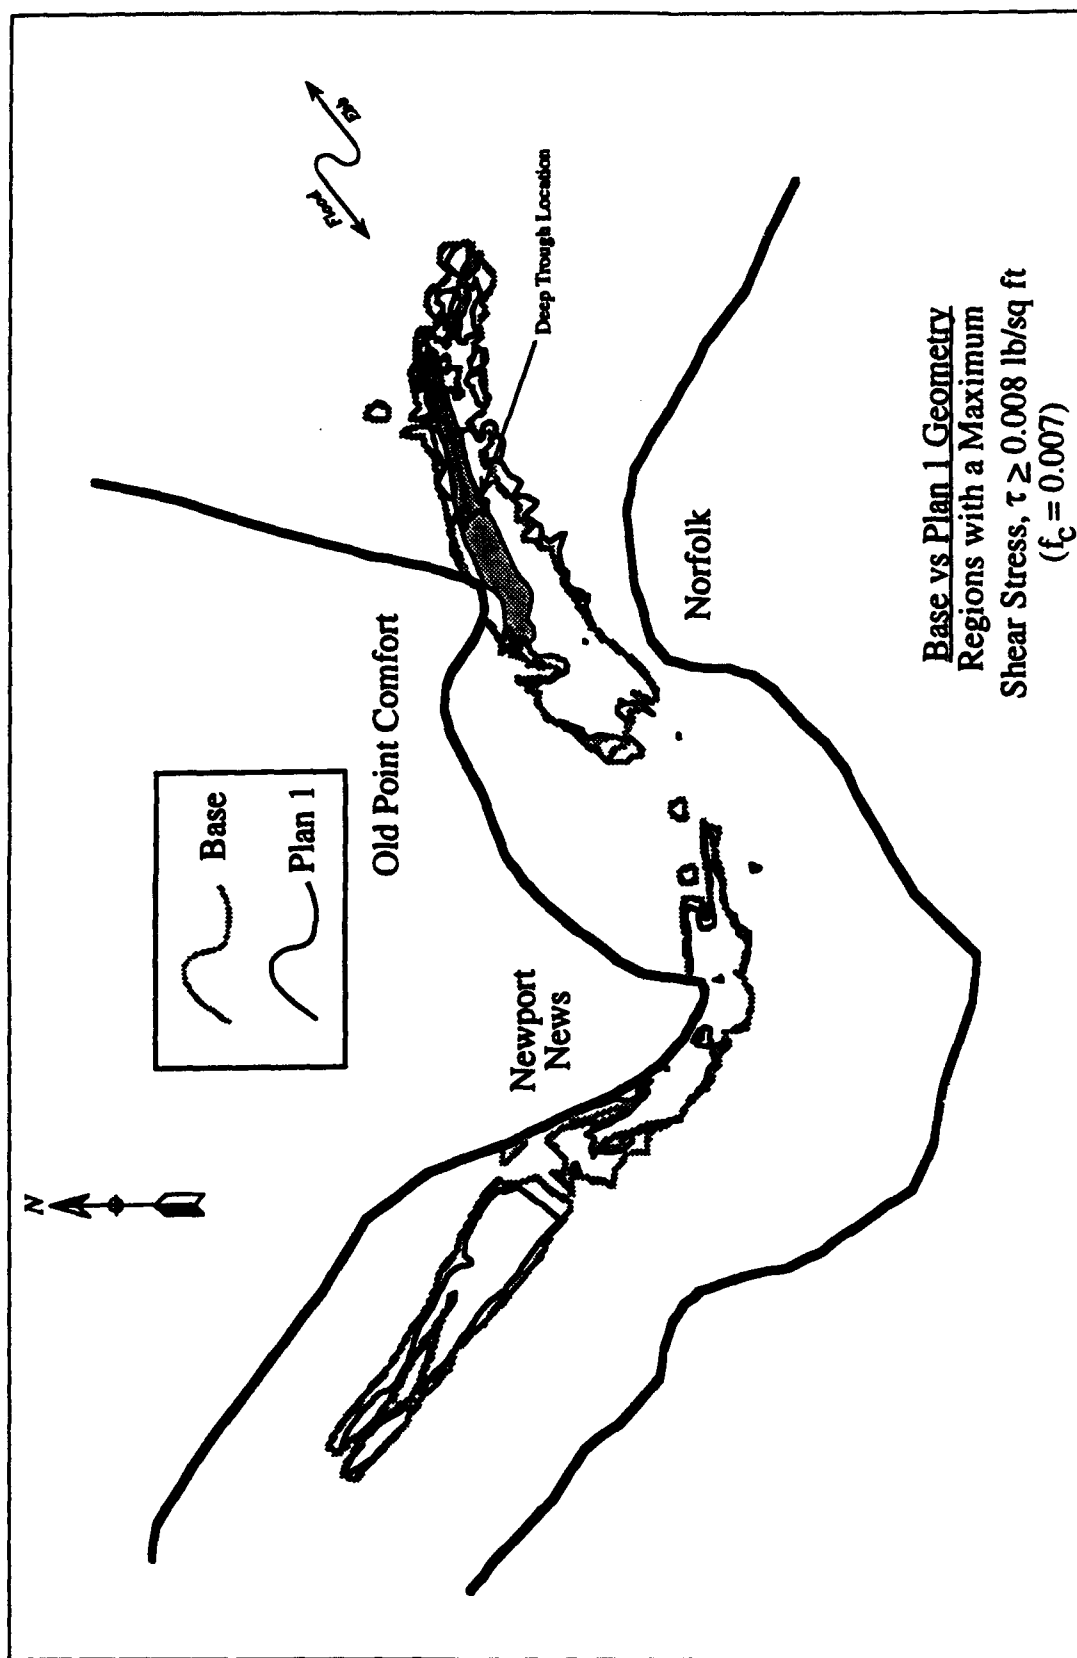 N
Base
Plan 1
Flood
Ebb
Deep Trough Location
Newport
News
Old Point Comfort
Norfolk
Base vs Plan 1 Geometry
Regions with a Maximum
Shear Stress, τ ≥ 0.008 lb/sq ft
(fc = 0.007)